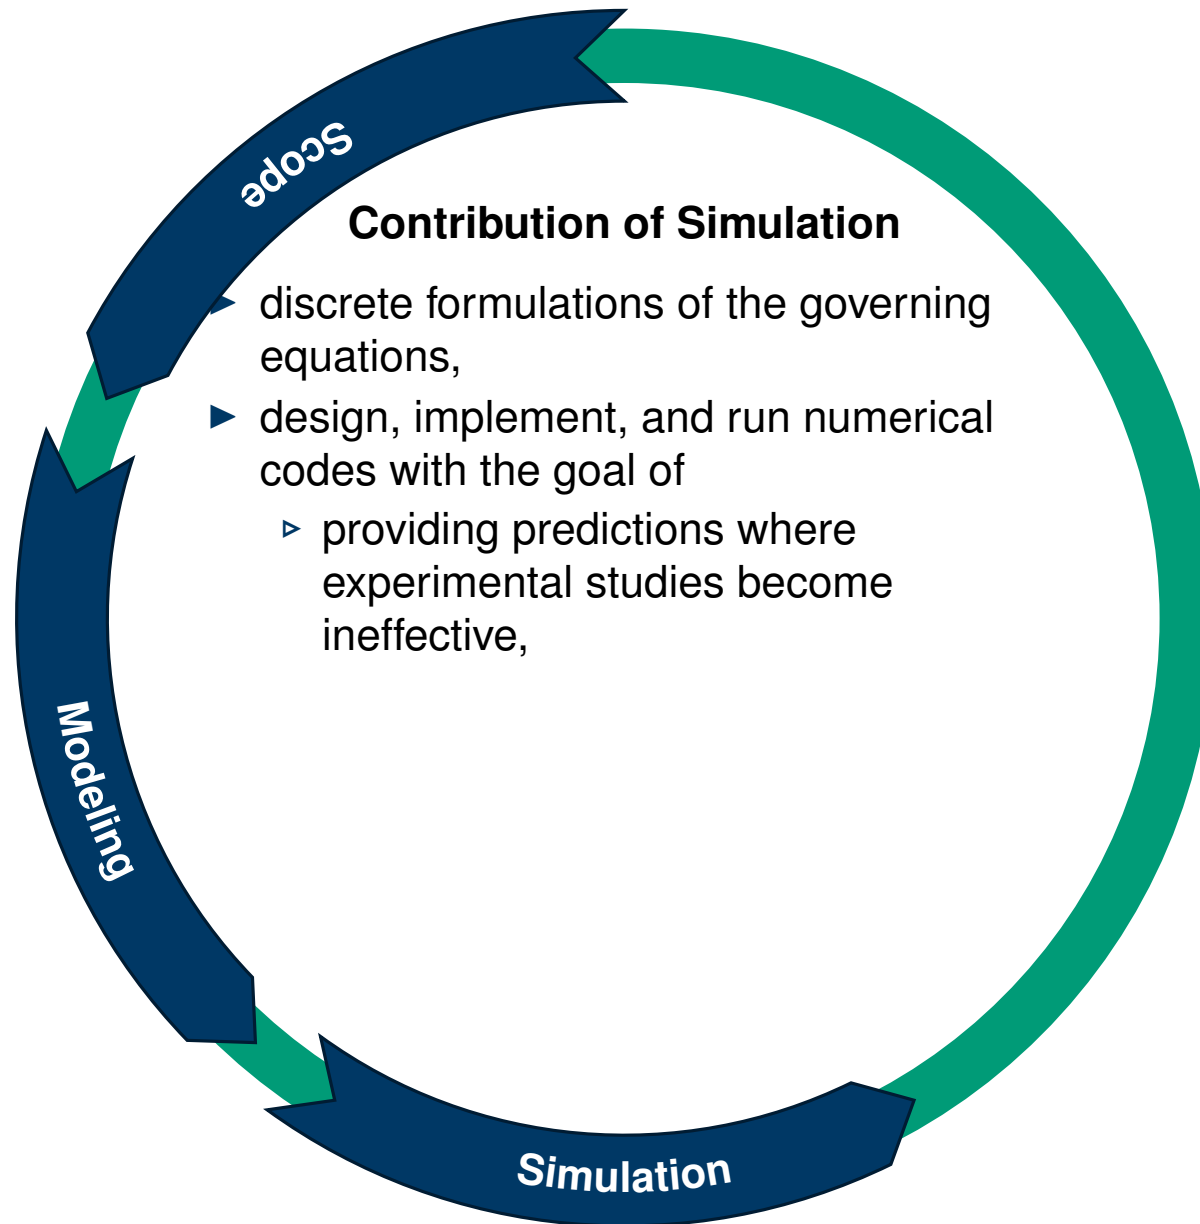 Scope
Contribution of Simulation
discrete formulations of the governing
equations,
design, implement, and run numerical
codes with the goal of
providing predictions where
experimental studies become
ineffective,
Modeling
Simulation